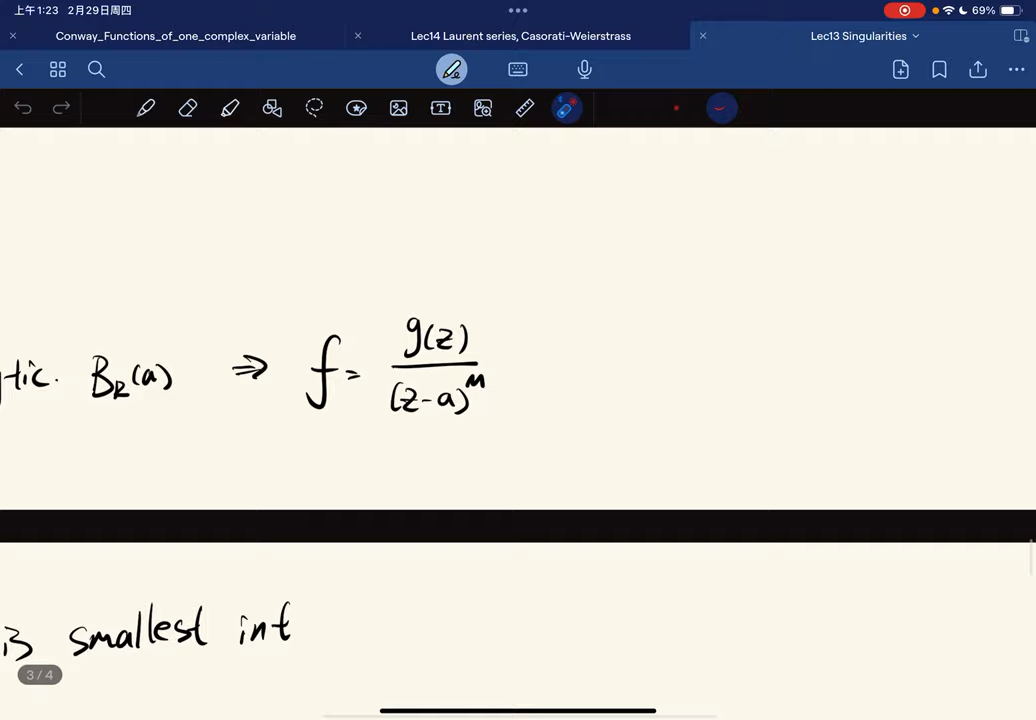 上午1:23 2月29日周四
69%
Conway_Functions_of_one_complex_variable
Lec14 Laurent series, Casorati-Weierstrass
Lec13 Singularities
tic. B_R(a) ⇒ f = g(z) / (z-a)^m
is smallest int
3 / 4